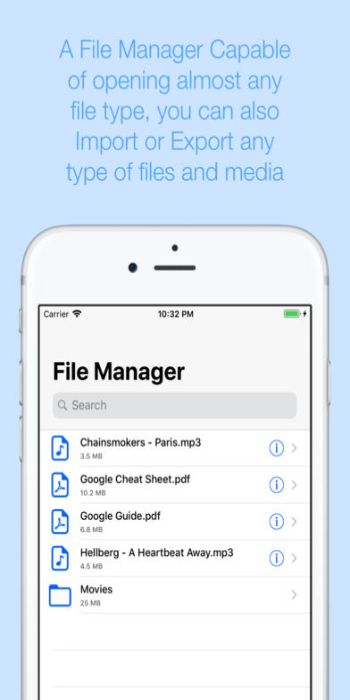 A File Manager Capable
of opening almost any
file type, you can also
Import or Export any
type of files and media
Carrier 10:32 PM
File Manager
Search
Chainsmokers - Paris.mp3
3.5 MB
Google Cheat Sheet.pdf
10.2 MB
Google Guide.pdf
6.8 MB
Hellberg - A Heartbeat Away.mp3
4.5 MB
Movies
25 MB